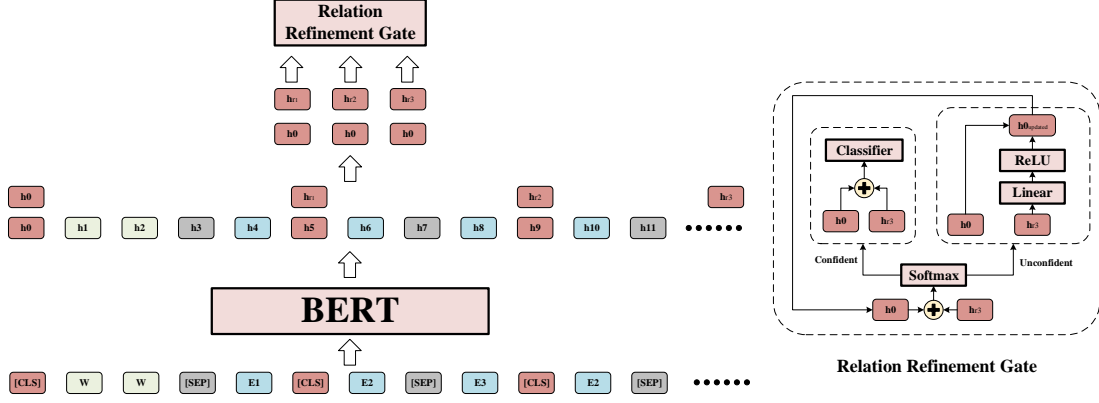 Relation
Refinement Gate
hr1 hr2 hr3
h0 h0 h0
h0 hr1 hr2 hr3
h0 h1 h2 h3 h4 h5 h6 h7 h8 h9 h10 h11 ••••••
BERT
[CLS] W W [SEP] E1 [CLS] E2 [SEP] E3 [CLS] E2 [SEP] ••••••
h0updated
Classifier
ReLU
Linear
h0 hr3
h0 hr3
Confident
Unconfident
Softmax
h0 hr3
Relation Refinement Gate